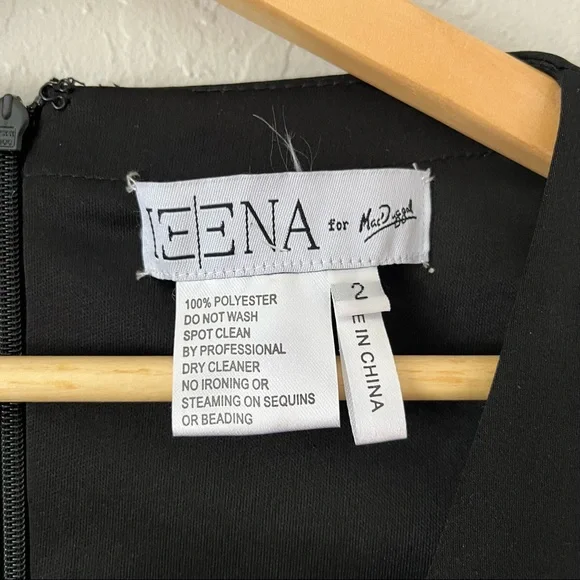 IEENA for Mac Duggal
2
100% POLYESTER
DO NOT WASH
SPOT CLEAN
BY PROFESSIONAL
DRY CLEANER
NO IRONING OR
STEAMING ON SEQUINS
OR BEADING
E IN CHINA